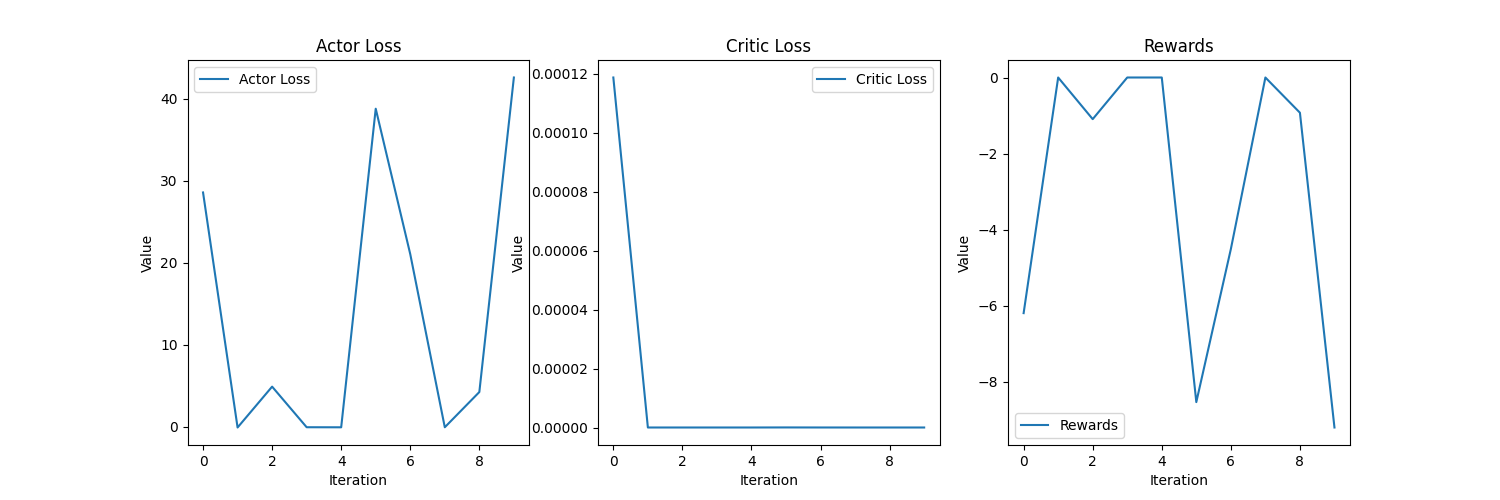 Actor Loss
Actor Loss
40
30
20
10
0
Value
0 2 4 6 8
Iteration
Critic Loss
Critic Loss
0.00012
0.00010
0.00008
0.00006
0.00004
0.00002
0.00000
Value
0 2 4 6 8
Iteration
Rewards
0
−2
−4
−6
−8
Value
Rewards
0 2 4 6 8
Iteration